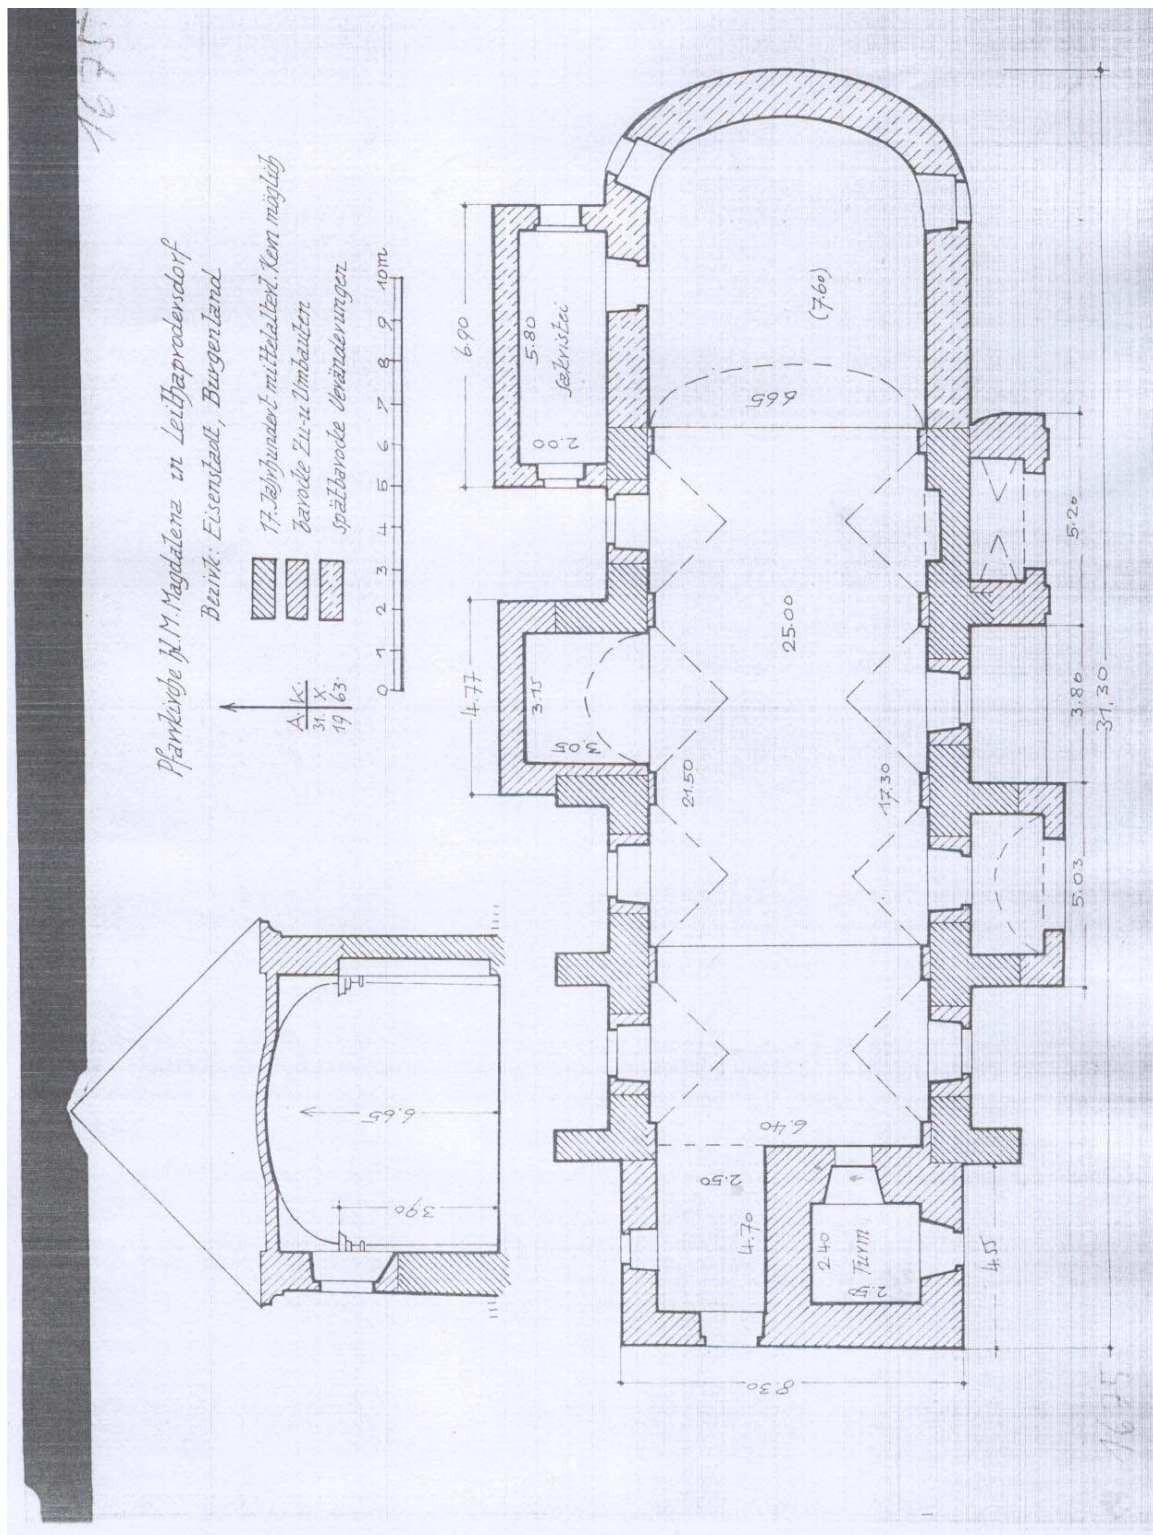 1675
Pfarrkirche hl. M. Magdalena in Leithaprodersdorf
Bezirk: Eisenstadt, Burgenland
17. Jahrhundert-mittelalterl. Kern möglich
barocke Zu-u Umbauten
spätbarocke Veränderungen
A. K.
31. X.
19 63.
0 1 2 3 4 5 6 7 8 9 10m
6.90
5.80
Sakristei
2.00
4.77
3.15
3.05
(7.60)
6.65
25.00
21.50
17.30
5.20
3.80
31,30
5.03
6.65
3.90
6.40
2.50
4.70
2.40
Turm
2.50
4.55
8.30
1675